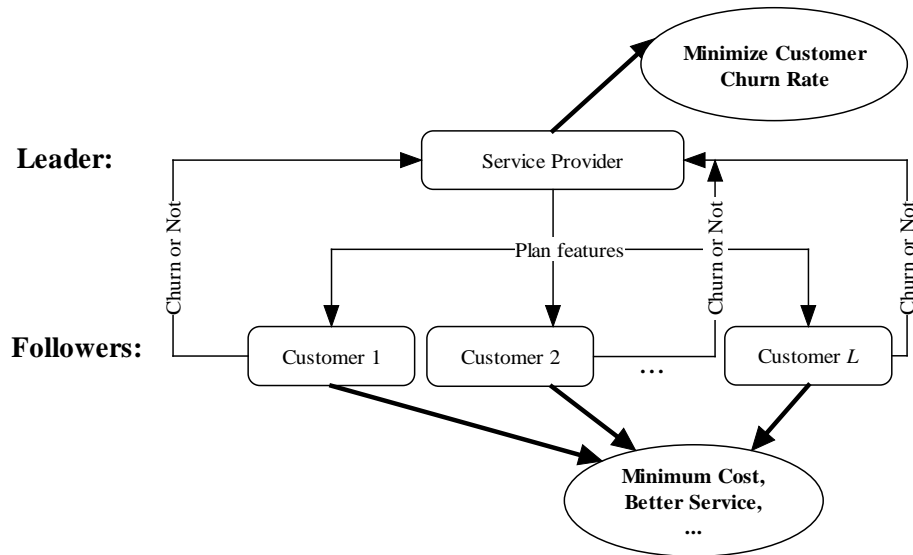 Minimize Customer
Churn Rate
Leader:
Service Provider
Churn or Not
Plan features
Churn or Not
Churn or Not
Followers:
Customer 1
Customer 2
...
Customer L
Minimum Cost,
Better Service,
...